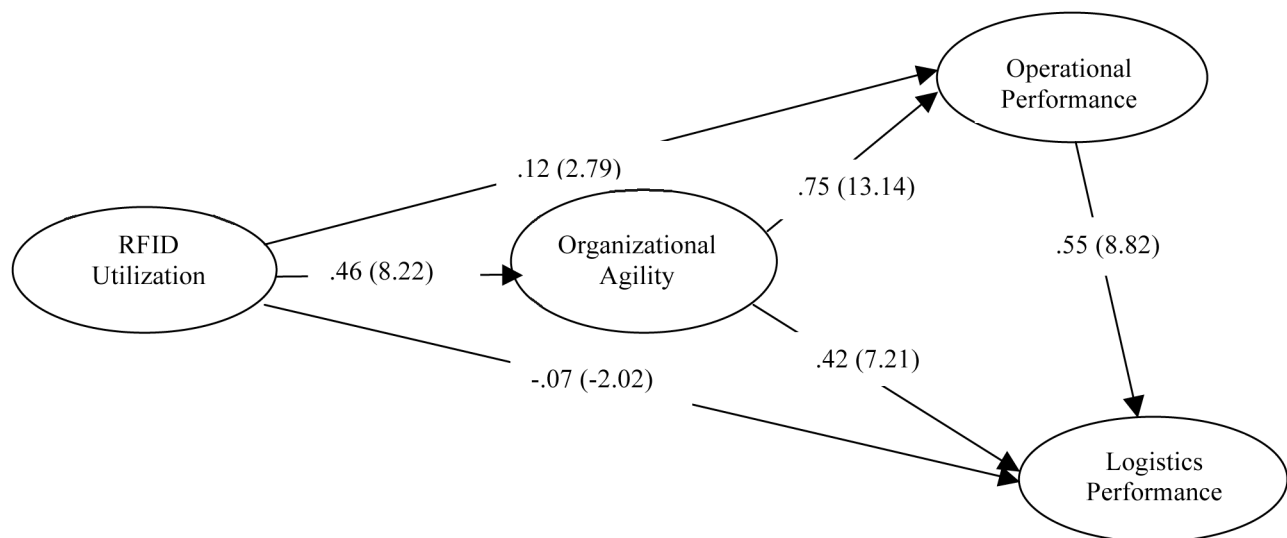 Operational
Performance
.12 (2.79)
.75 (13.14)
RFID
Utilization
.46 (8.22)
Organizational
Agility
.55 (8.82)
-.07 (-2.02)
.42 (7.21)
Logistics
Performance